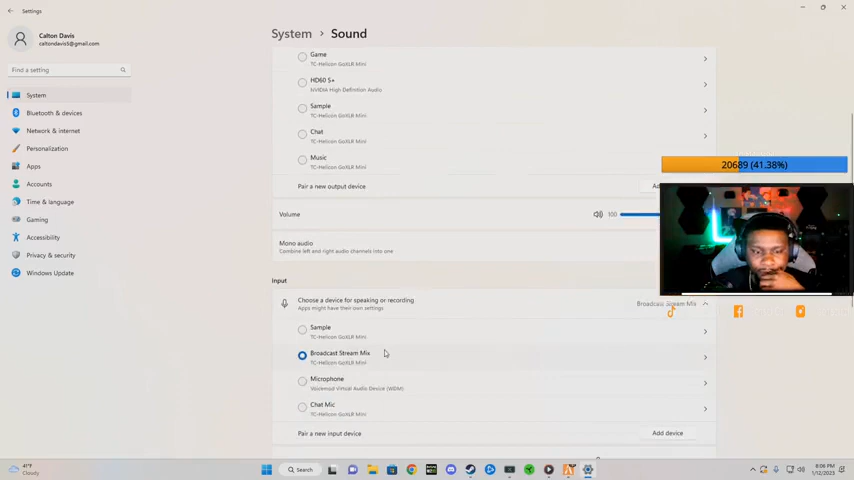 Settings
Calton Davis
caltondavis5@gmail.com
Find a setting
System
Bluetooth & devices
Network & internet
Personalization
Apps
Accounts
Time & language
Gaming
Accessibility
Privacy & security
Windows Update
System > Sound
Game
TC-Helicon GoXLR Mini
HD60 S+
NVIDIA High Definition Audio
Sample
TC-Helicon GoXLR Mini
Chat
TC-Helicon GoXLR Mini
Music
TC-Helicon GoXLR Mini
Pair a new output device
20689 (41.38%)
Volume
100
Mono audio
Combine left and right audio channels into one
Input
Choose a device for speaking or recording
Apps might have their own settings
Broadcast Stream Mix
Sample
TC-Helicon GoXLR Mini
Broadcast Stream Mix
TC-Helicon GoXLR Mini
Microphone
Voicemod Virtual Audio Device (WDM)
Chat Mic
TC-Helicon GoXLR Mini
Pair a new input device
Add device
41°F
Cloudy
Search
8:06 PM
1/12/2023